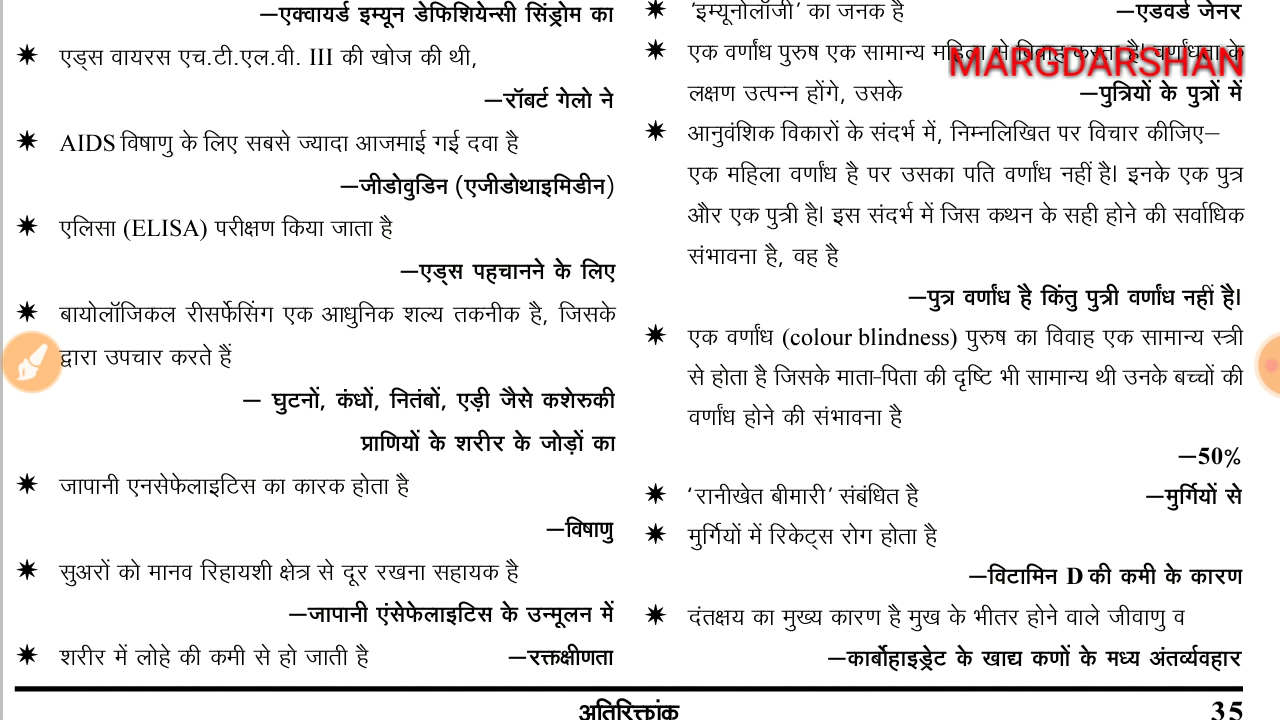 –एक्वायर्ड इम्यून डेफिशियेन्सी सिंड्रोम का
✷ एड्स वायरस एच.टी.एल.वी. III की खोज की थी,
–रॉबर्ट गेलो ने
✷ AIDS विषाणु के लिए सबसे ज्यादा आजमाई गई दवा है
–जीडोवुडिन (एजीडोथाइमिडीन)
✷ एलिसा (ELISA) परीक्षण किया जाता है
–एड्स पहचानने के लिए
✷ बायोलॉजिकल रीसर्फेसिंग एक आधुनिक शल्य तकनीक है, जिसके
द्वारा उपचार करते हैं
– घुटनों, कंधों, नितंबों, एड़ी जैसे कशेरुकी
प्राणियों के शरीर के जोड़ों का
✷ जापानी एनसेफेलाइटिस का कारक होता है
–विषाणु
✷ सुअरों को मानव रिहायशी क्षेत्र से दूर रखना सहायक है
–जापानी एंसेफेलाइटिस के उन्मूलन में
✷ शरीर में लोहे की कमी से हो जाती है –रक्तक्षीणता
✷ 'इम्यूनोलॉजी' का जनक है –एडवर्ड जेनर
✷ एक वर्णांध पुरुष एक सामान्य महिला से विवाह करता है। वर्णांधता के
MARGDARSHAN
लक्षण उत्पन्न होंगे, उसके –पुत्रियों के पुत्रों में
✷ आनुवंशिक विकारों के संदर्भ में, निम्नलिखित पर विचार कीजिए–
एक महिला वर्णांध है पर उसका पति वर्णांध नहीं है। इनके एक पुत्र
और एक पुत्री है। इस संदर्भ में जिस कथन के सही होने की सर्वाधिक
संभावना है, वह है
–पुत्र वर्णांध है किंतु पुत्री वर्णांध नहीं है।
✷ एक वर्णांध (colour blindness) पुरुष का विवाह एक सामान्य स्त्री
से होता है जिसके माता-पिता की दृष्टि भी सामान्य थी उनके बच्चों की
वर्णांध होने की संभावना है
–50%
✷ 'रानीखेत बीमारी' संबंधित है –मुर्गियों से
✷ मुर्गियों में रिकेट्स रोग होता है
–विटामिन D की कमी के कारण
✷ दंतक्षय का मुख्य कारण है मुख के भीतर होने वाले जीवाणु व
–कार्बोहाइड्रेट के खाद्य कणों के मध्य अंतर्व्यवहार
अतिरिक्तांक 35